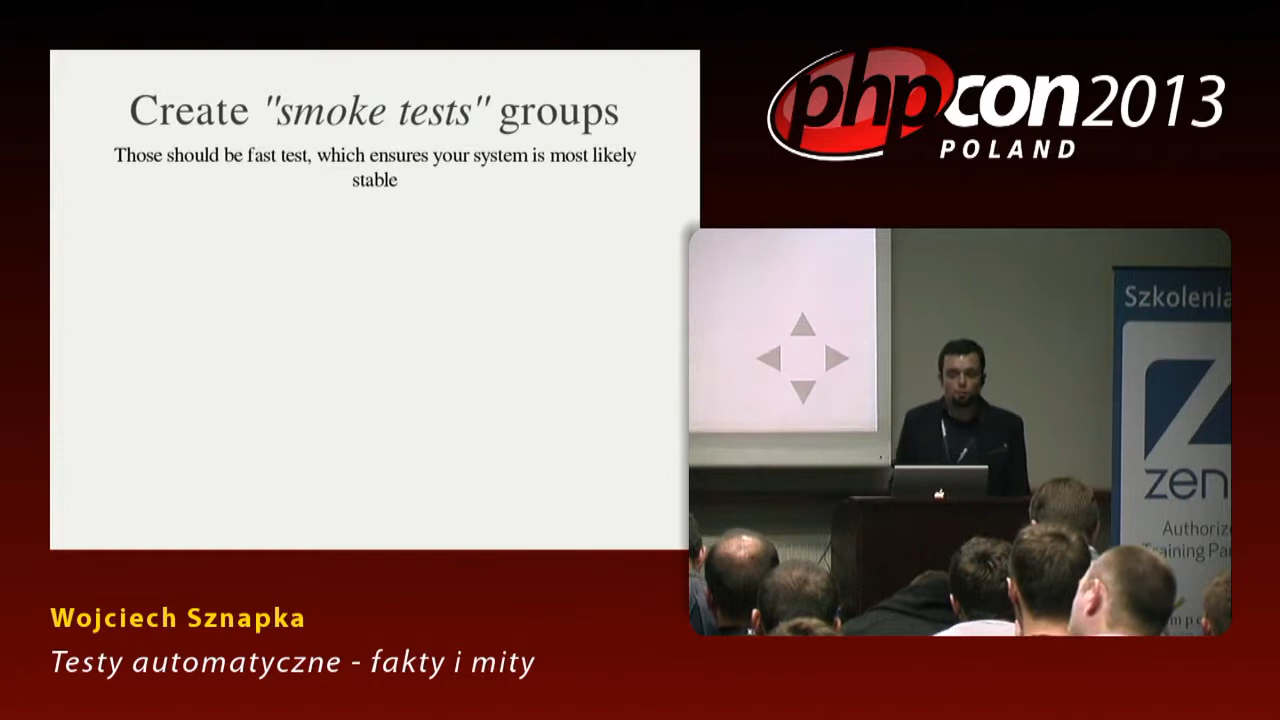 Create "smoke tests" groups
Those should be fast test, which ensures your system is most likely
stable
phpcon2013
POLAND
Szkolenia
zen
Authoriz
Training Pa
Wojciech Sznapka
Testy automatyczne - fakty i mity